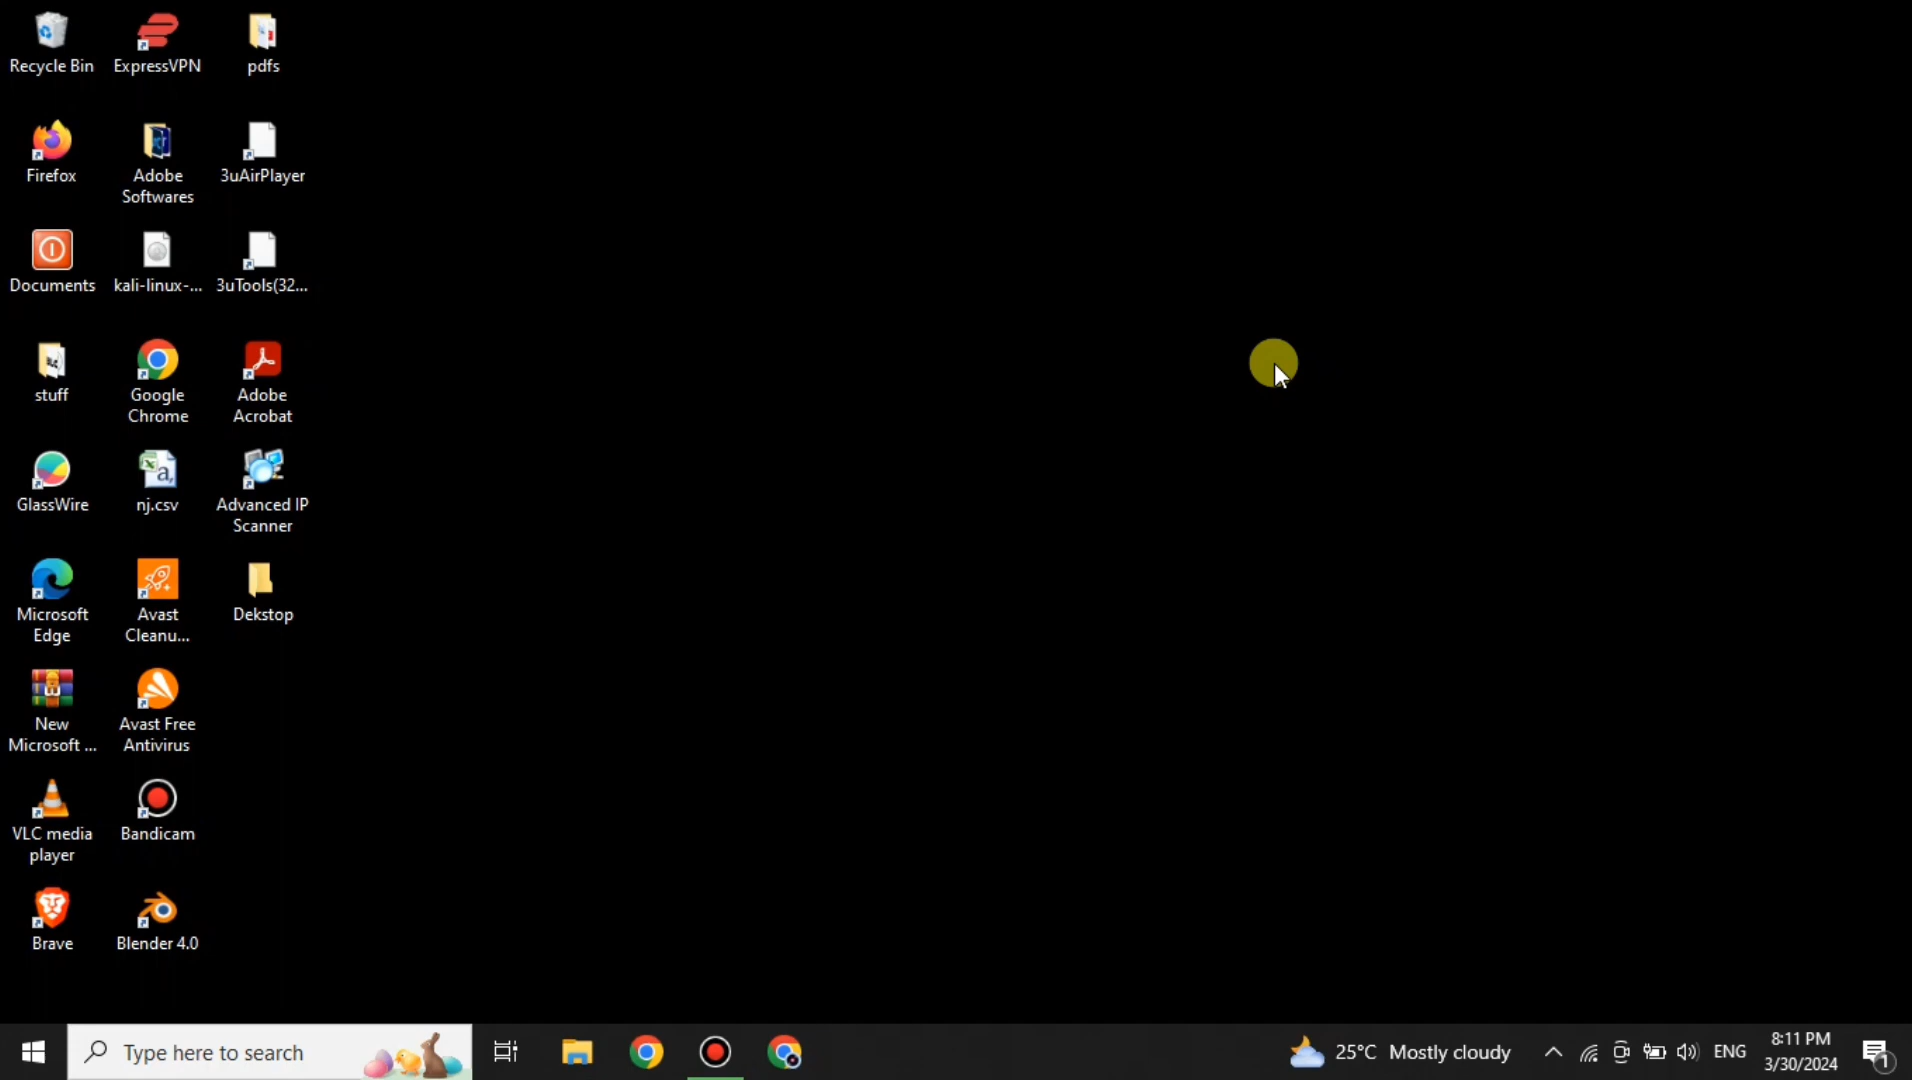 Recycle Bin
ExpressVPN
pdfs
Firefox
Adobe
Softwares
3uAirPlayer
Documents
kali-linux-...
3uTools(32...
stuff
Google
Chrome
Adobe
Acrobat
GlassWire
nj.csv
Advanced IP
Scanner
Microsoft
Edge
Avast
Cleanu...
Dekstop
New
Microsoft ...
Avast Free
Antivirus
VLC media
player
Bandicam
Brave
Blender 4.0
Type here to search
25°C Mostly cloudy
ENG
8:11 PM
3/30/2024
1